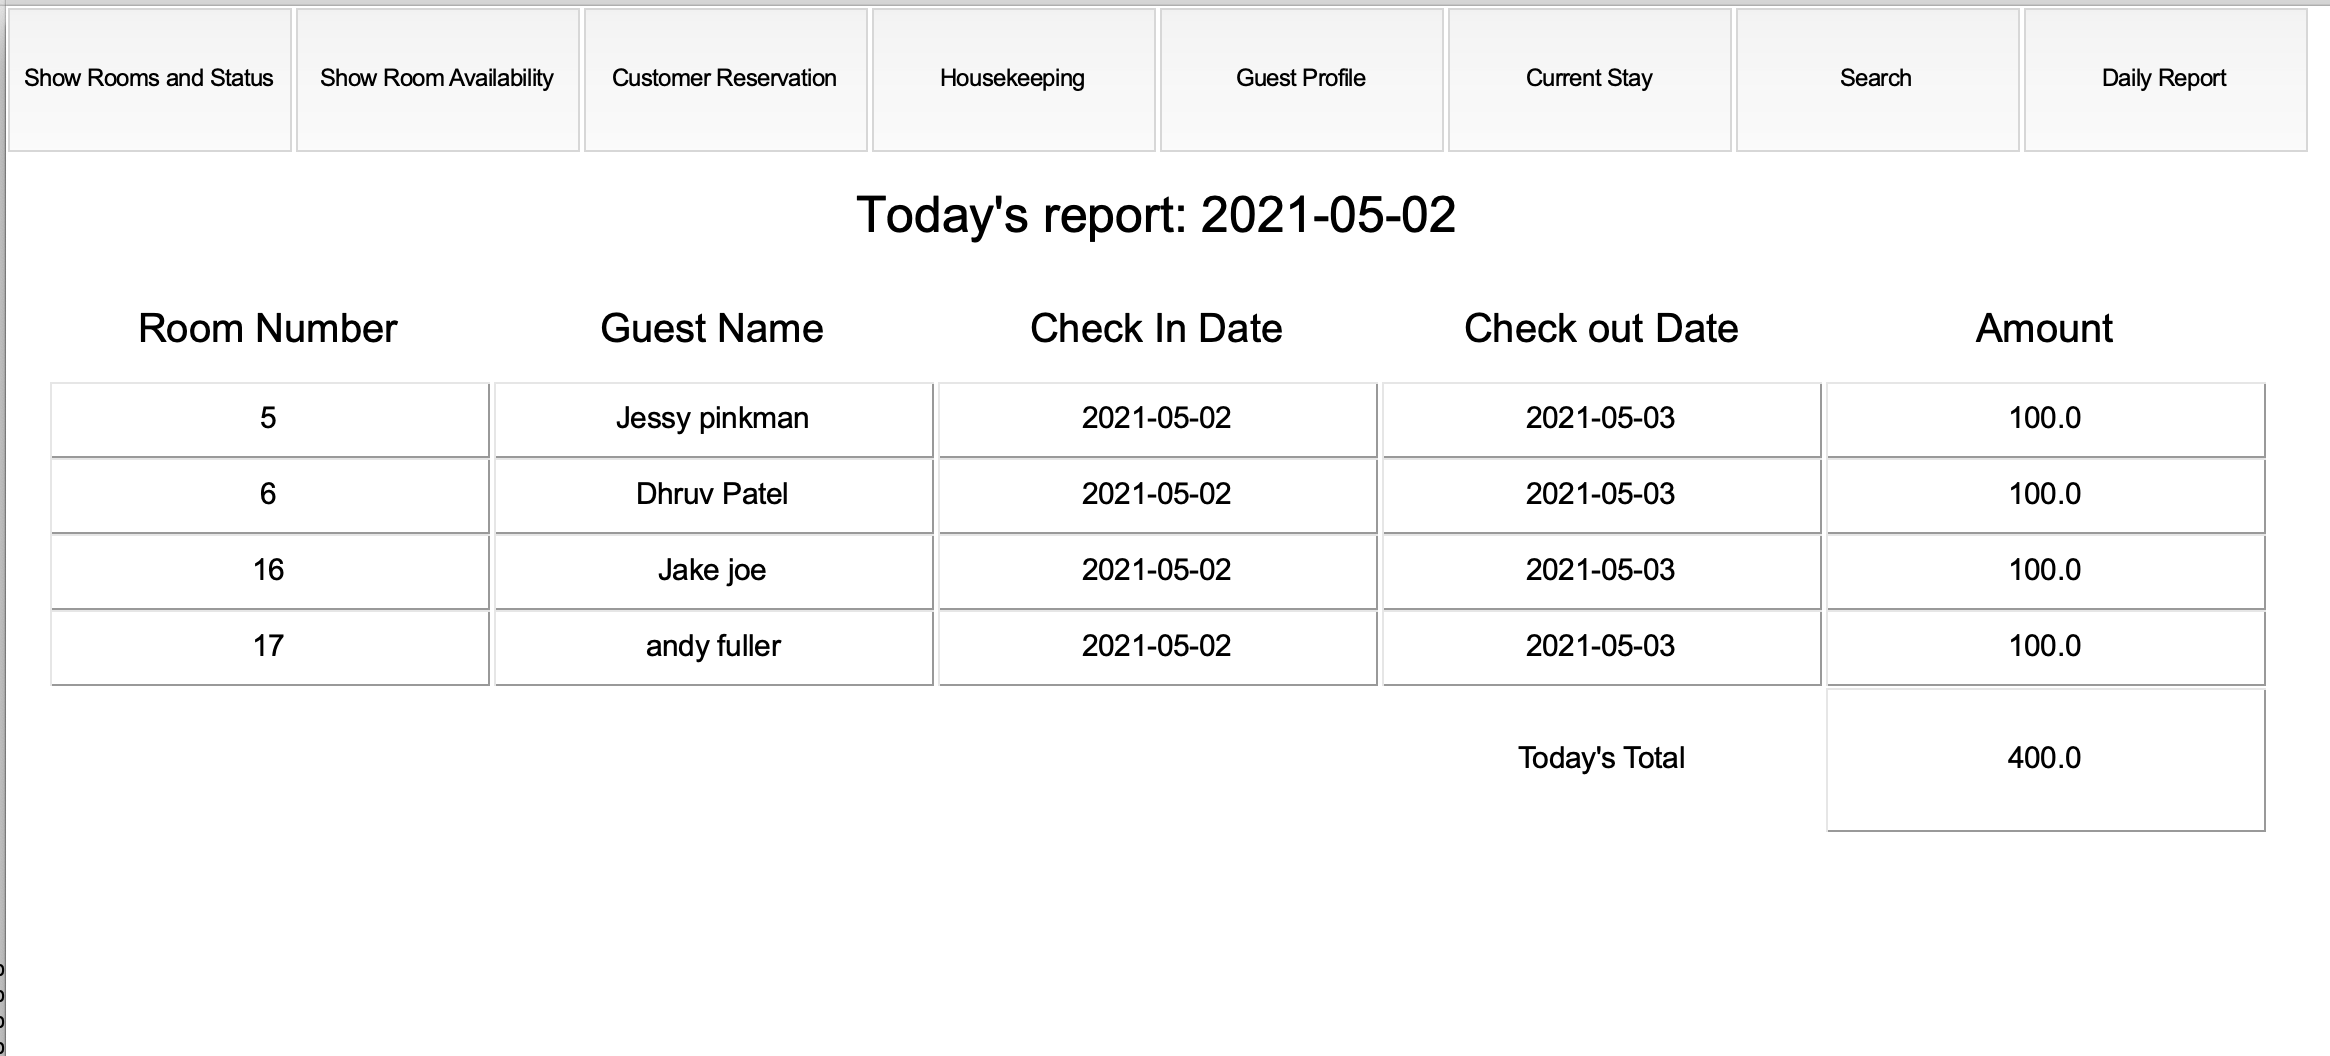 Show Rooms and Status Show Room Availability Customer Reservation Housekeeping Guest Profile Current Stay Search Daily Report
Today's report: 2021-05-02
Room Number Guest Name Check In Date Check out Date Amount
5 Jessy pinkman 2021-05-02 2021-05-03 100.0
6 Dhruv Patel 2021-05-02 2021-05-03 100.0
16 Jake joe 2021-05-02 2021-05-03 100.0
17 andy fuller 2021-05-02 2021-05-03 100.0
Today's Total 400.0